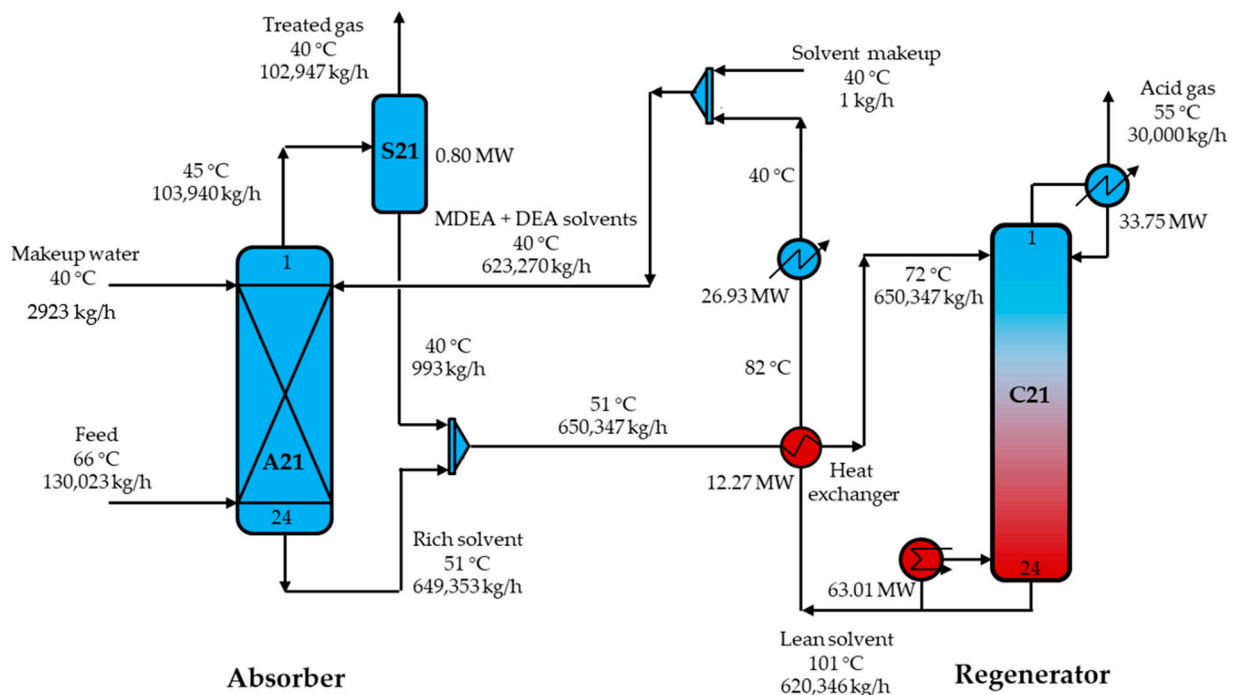 Treated gas
40 °C
102,947 kg/h
S21
0.80 MW
45 °C
103,940 kg/h
Solvent makeup
40 °C
1 kg/h
Acid gas
55 °C
30,000 kg/h
33.75 MW
40 °C
MDEA + DEA solvents
40 °C
623,270 kg/h
26.93 MW
82 °C
Makeup water
40 °C
2923 kg/h
1
A21
24
Feed
66 °C
130,023 kg/h
40 °C
993 kg/h
51 °C
650,347 kg/h
Rich solvent
51 °C
649,353 kg/h
12.27 MW
Heat
exchanger
72 °C
650,347 kg/h
1
C21
24
63.01 MW
Lean solvent
101 °C
620,346 kg/h
Absorber
Regenerator